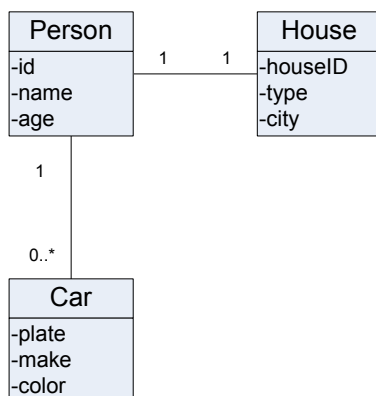 Person
-id
-name
-age
1
1
House
-houseID
-type
-city
1
0..*
Car
-plate
-make
-color